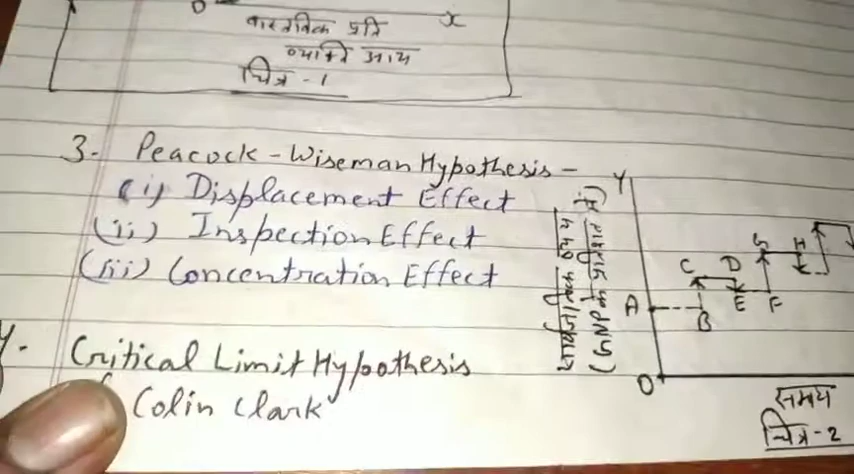 O
वास्तविक प्रति x
व्यक्ति आय
चित्र -1
3- Peacock-Wiseman Hypothesis-
(i) Displacement Effect
(ii) Inspection Effect
(iii) Concentration Effect
Y
C D G H
A B E F
O
समय
चित्र-2
4. Critical Limit Hypothesis
Colin Clark